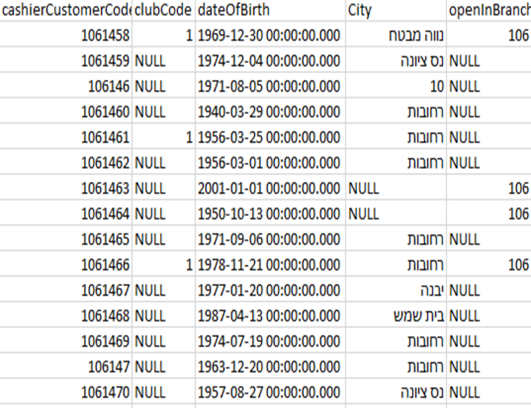 cashierCustomerCode clubCode dateOfBirth City openInBranch
1061458 1 1969-12-30 00:00:00.000 נווה מבטח 106
1061459 NULL 1974-12-04 00:00:00.000 נס ציונה NULL
106146 NULL 1971-08-05 00:00:00.000 10 NULL
1061460 NULL 1940-03-29 00:00:00.000 רחובות NULL
1061461 1 1956-03-25 00:00:00.000 רחובות NULL
1061462 NULL 1956-03-01 00:00:00.000 רחובות NULL
1061463 NULL 2001-01-01 00:00:00.000 NULL 106
1061464 NULL 1950-10-13 00:00:00.000 NULL 106
1061465 NULL 1971-09-06 00:00:00.000 רחובות NULL
1061466 1 1978-11-21 00:00:00.000 רחובות 106
1061467 NULL 1977-01-20 00:00:00.000 יבנה NULL
1061468 NULL 1987-04-13 00:00:00.000 בית שמש NULL
1061469 NULL 1974-07-19 00:00:00.000 רחובות NULL
106147 NULL 1963-12-20 00:00:00.000 רחובות NULL
1061470 NULL 1957-08-27 00:00:00.000 נס ציונה NULL